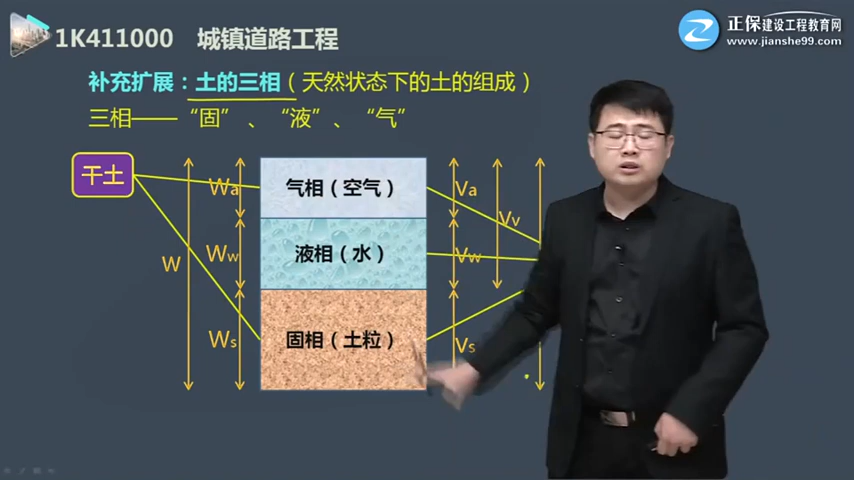 1K411000 城镇道路工程
正保建设工程教育网
www.jianshe99.com
补充扩展：土的三相（天然状态下的土的组成）
三相——“固”、“液”、“气”
干土
Wa
气相（空气）
Va
Vv
W
Ww
液相（水）
Vw
Ws
固相（土粒）
Vs